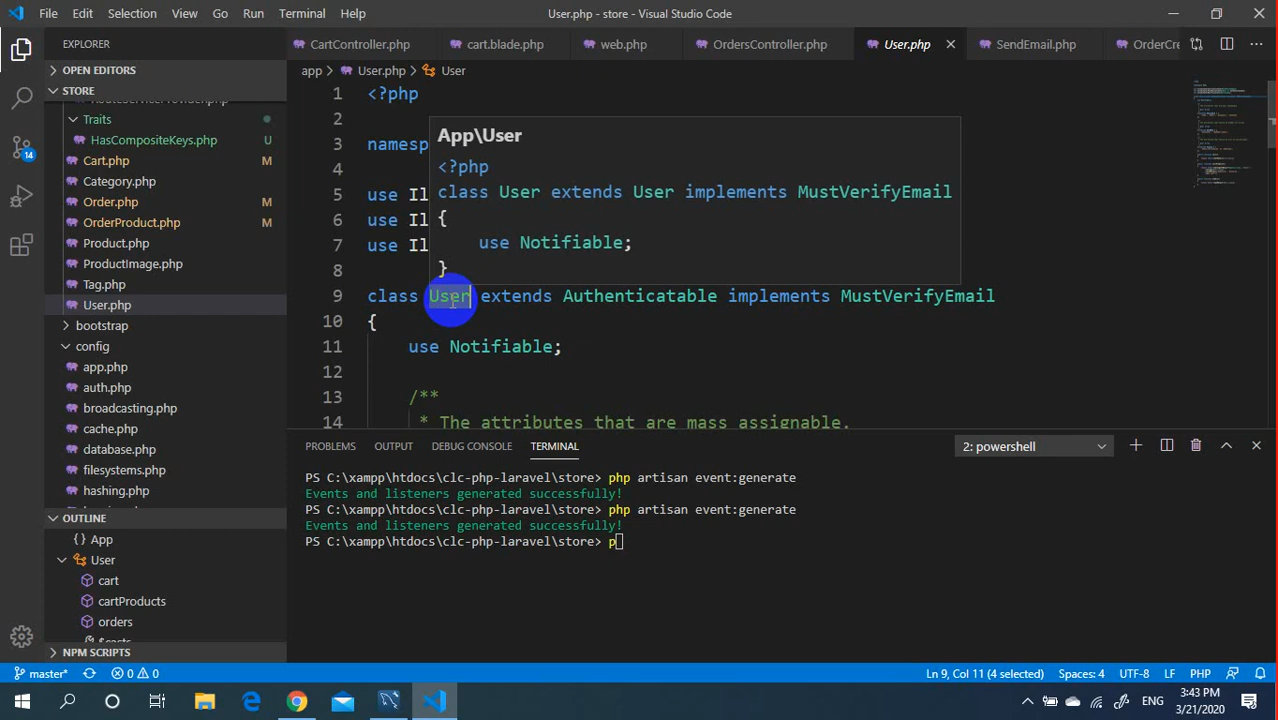 File Edit Selection View Go Run Terminal Help
User.php - store - Visual Studio Code
EXPLORER
OPEN EDITORS
STORE
RouteServiceProvider.php
Traits
HasCompositeKeys.php U
Cart.php M
Category.php
Order.php M
OrderProduct.php M
Product.php
ProductImage.php
Tag.php
User.php
bootstrap
config
app.php
auth.php
broadcasting.php
cache.php
database.php
filesystems.php
hashing.php
OUTLINE
App
User
cart
cartProducts
orders
$casts
NPM SCRIPTS
14
CartController.php cart.blade.php web.php OrdersController.php User.php SendEmail.php OrderCre
app > User.php > User
1 <?php
2
3 namesp
4
5 use Il
6 use Il
7 use Il
8
App\User
<?php
class User extends User implements MustVerifyEmail
{
use Notifiable;
}
9 class User extends Authenticatable implements MustVerifyEmail
10 {
11 use Notifiable;
12
13 /**
14 * The attributes that are mass assignable.
PROBLEMS OUTPUT DEBUG CONSOLE TERMINAL
2: powershell
PS C:\xampp\htdocs\clc-php-laravel\store> php artisan event:generate
Events and listeners generated successfully!
PS C:\xampp\htdocs\clc-php-laravel\store> php artisan event:generate
Events and listeners generated successfully!
PS C:\xampp\htdocs\clc-php-laravel\store> p
master* 0 0
Ln 9, Col 11 (4 selected) Spaces: 4 UTF-8 LF PHP
ENG
3:43 PM
3/21/2020